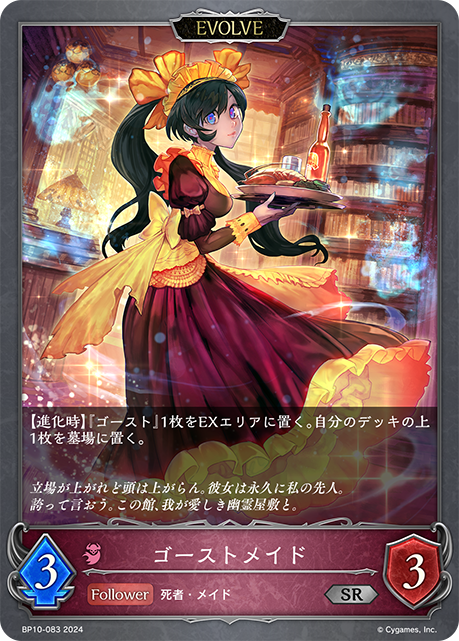 EVOLVE
【進化時】『ゴースト』1枚をEXエリアに置く。自分のデッキの上
1枚を墓場に置く。
立場が上がれど頭は上がらん。彼女は永久に私の先人。
誇って言おう。この館、我が愛しき幽霊屋敷と。
ゴーストメイド
3
3
Follower 死者・メイド SR
BP10-083 2024 © Cygames, Inc.